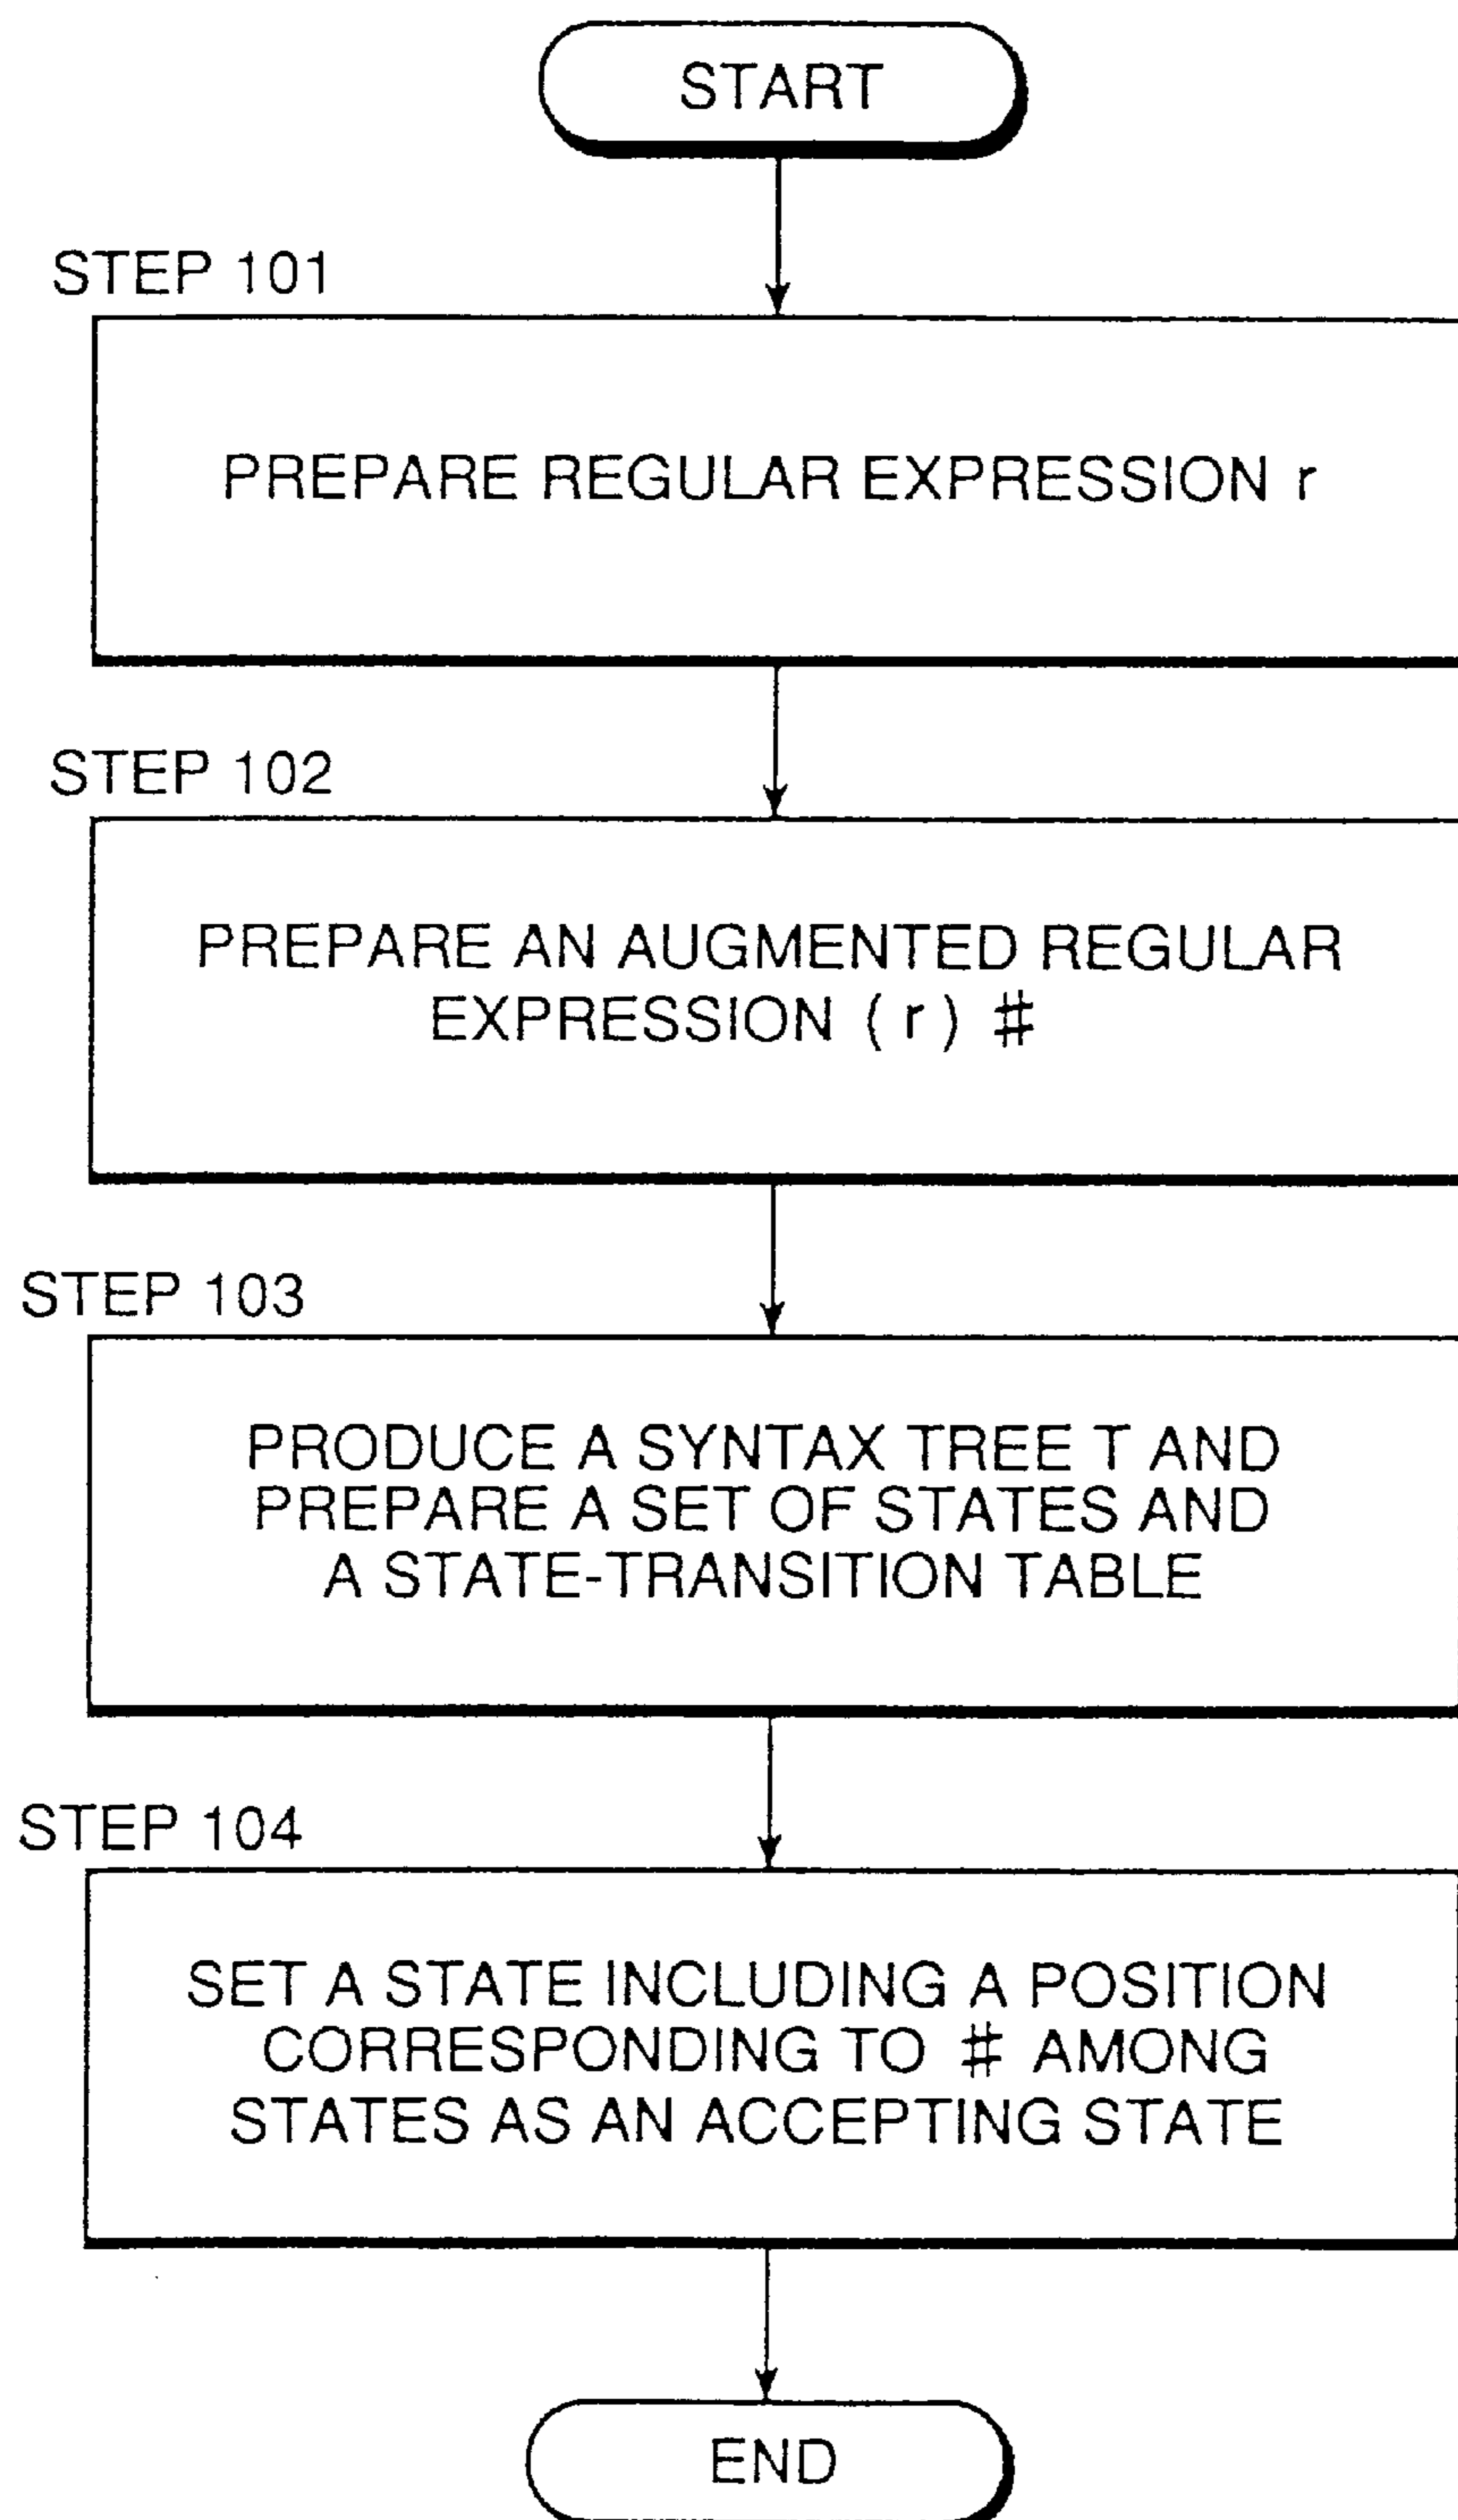 START
STEP 101
PREPARE REGULAR EXPRESSION r
STEP 102
PREPARE AN AUGMENTED REGULAR
EXPRESSION (r) #
STEP 103
PRODUCE A SYNTAX TREE T AND
PREPARE A SET OF STATES AND
A STATE-TRANSITION TABLE
STEP 104
SET A STATE INCLUDING A POSITION
CORRESPONDING TO # AMONG
STATES AS AN ACCEPTING STATE
END